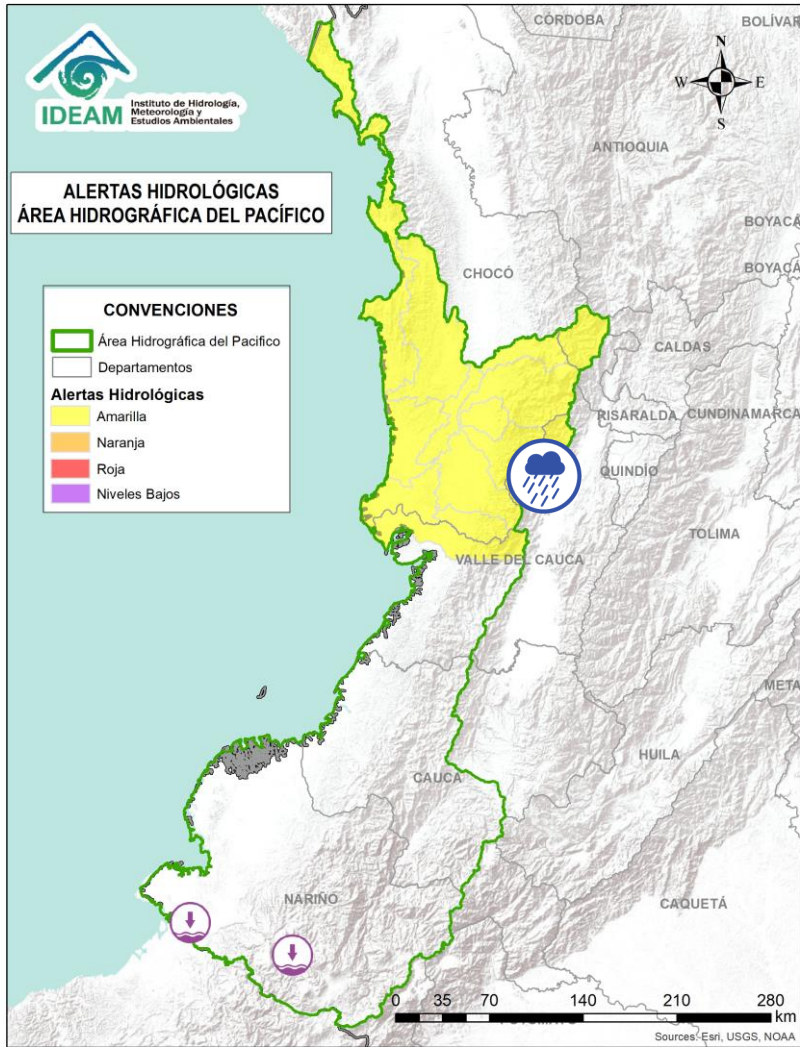 CÓRDOBA
BOLÍVAR
IDEAM
Instituto de Hidrología,
Meteorología y
Estudios Ambientales
N
W E
S
ANTIOQUIA
ALERTAS HIDROLÓGICAS
ÁREA HIDROGRÁFICA DEL PACÍFICO
BOYACÁ
CHOCÓ
BOYACÁ
CONVENCIONES
Área Hidrográfica del Pacifico
Departamentos
Alertas Hidrológicas
Amarilla
Naranja
Roja
Niveles Bajos
CALDAS
RISARALDA
CUNDINAMARCA
QUINDÍO
TOLIMA
VALLE DEL CAUCA
META
HUILA
CAUCA
NARIÑO
CAQUETÁ
0 35 70 140 210 280
km
Sources: Esri, USGS, NOAA